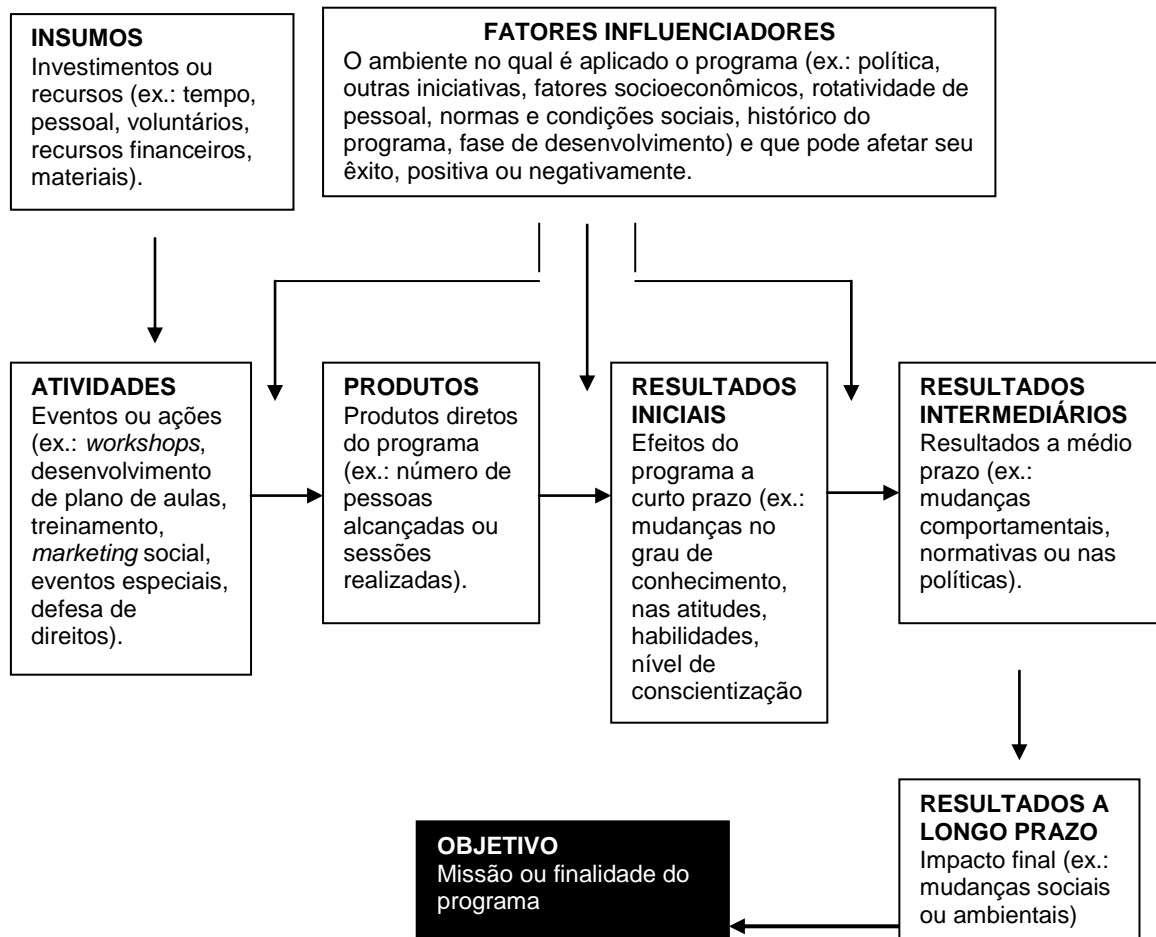 INSUMOS
Investimentos ou
recursos (ex.: tempo,
pessoal, voluntários,
recursos financeiros,
materiais).
FATORES INFLUENCIADORES
O ambiente no qual é aplicado o programa (ex.: política,
outras iniciativas, fatores socioeconômicos, rotatividade de
pessoal, normas e condições sociais, histórico do
programa, fase de desenvolvimento) e que pode afetar seu
êxito, positiva ou negativamente.
ATIVIDADES
Eventos ou ações
(ex.: workshops,
desenvolvimento
de plano de aulas,
treinamento,
marketing social,
eventos especiais,
defesa de
direitos).
PRODUTOS
Produtos diretos
do programa
(ex.: número de
pessoas
alcançadas ou
sessões
realizadas).
RESULTADOS
INICIAIS
Efeitos do
programa a
curto prazo (ex.:
mudanças no
grau de
conhecimento,
nas atitudes,
habilidades,
nível de
conscientização
RESULTADOS
INTERMEDIÁRIOS
Resultados a médio
prazo (ex.:
mudanças
comportamentais,
normativas ou nas
políticas).
RESULTADOS A
LONGO PRAZO
Impacto final (ex.:
mudanças sociais
ou ambientais)
OBJETIVO
Missão ou finalidade do
programa